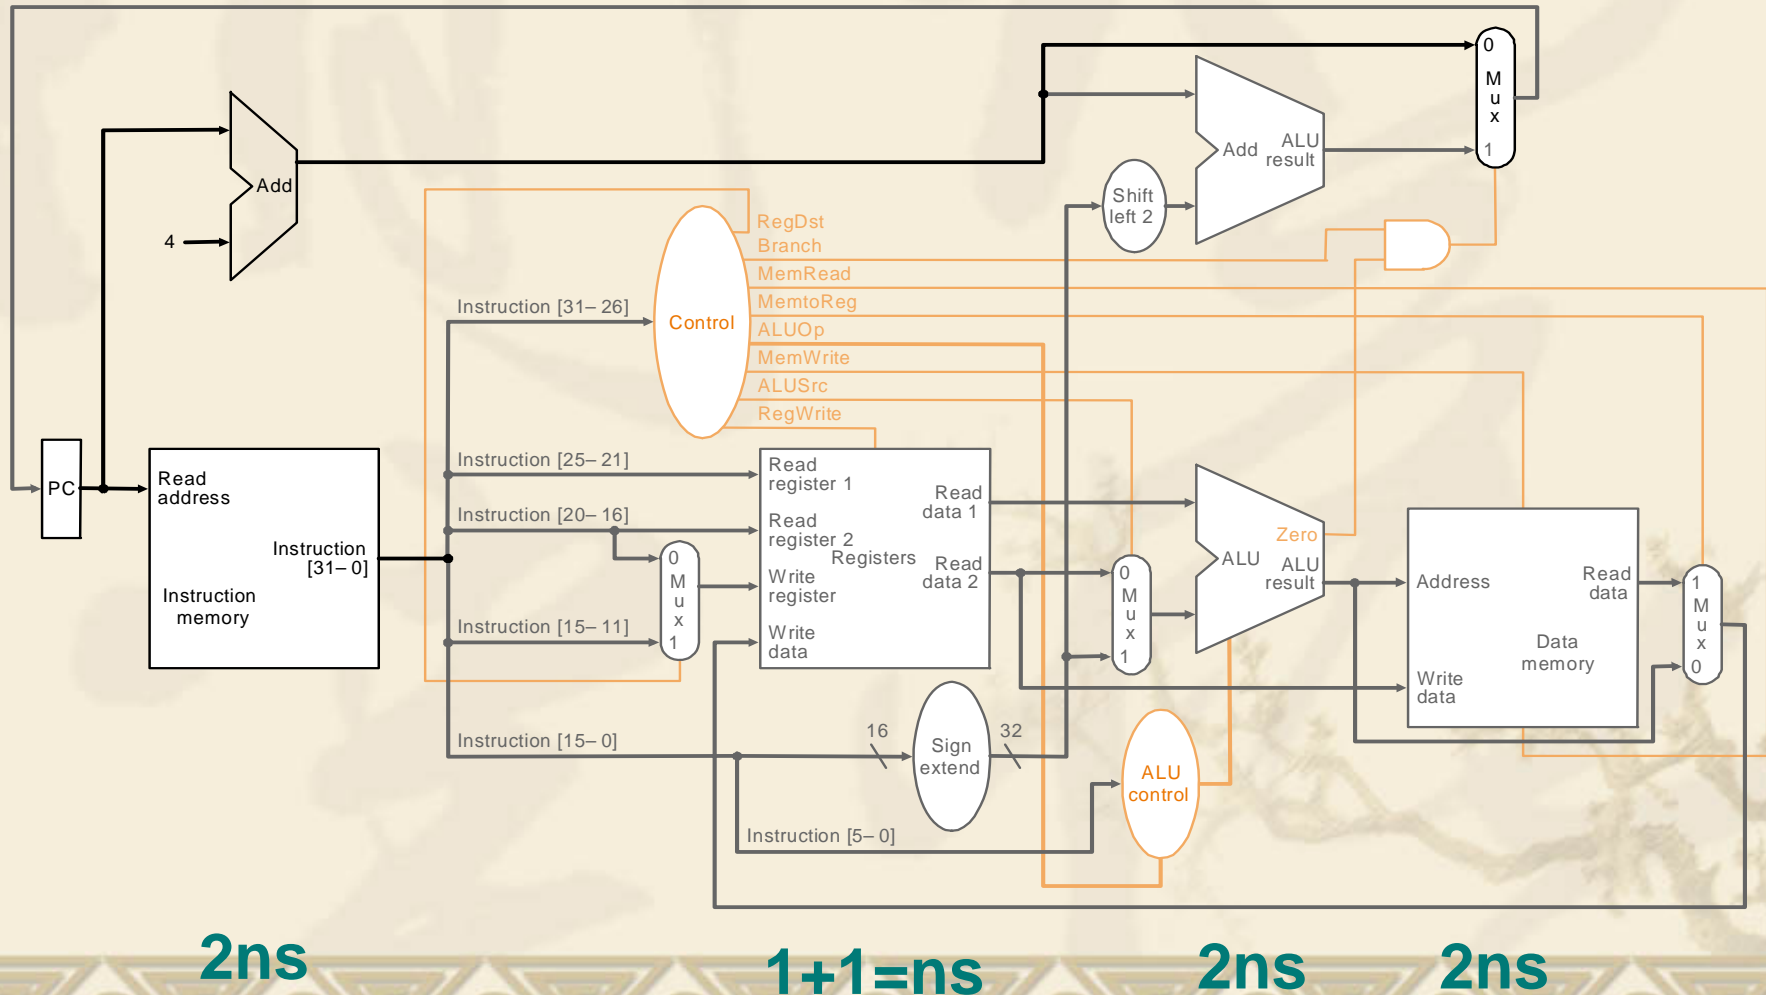 0
M
u
x
1
Add
ALU
result
Shift
left 2
Add
4
RegDst
Branch
MemRead
MemtoReg
ALUOp
MemWrite
ALUSrc
RegWrite
Control
Instruction [31–26]
Instruction [25–21]
Instruction [20–16]
Instruction [15–11]
Instruction [15–0]
Instruction [5–0]
PC
Read
address
Instruction
[31–0]
Instruction
memory
0
M
u
x
1
Read
register 1
Read
register 2
Write
register
Write
data
Registers
Read
data 1
Read
data 2
16
Sign
extend
32
0
M
u
x
1
Zero
ALU
ALU
result
ALU
control
Address
Write
data
Read
data
Data
memory
1
M
u
x
0
2ns
1+1=ns
2ns
2ns